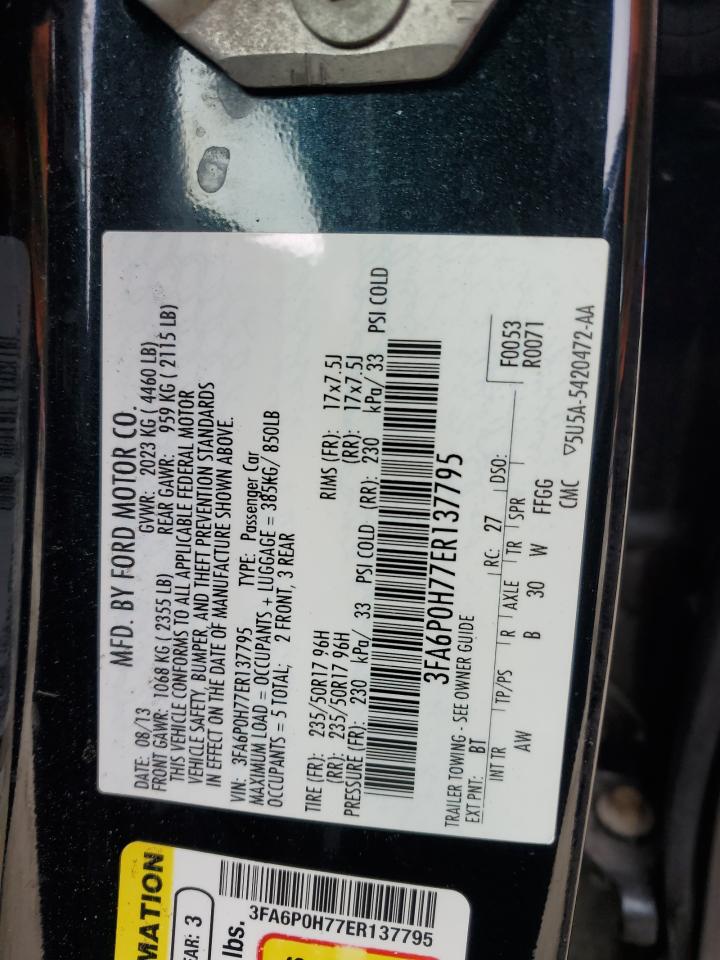 MFD. BY FORD MOTOR CO.
DATE: 08/13 GVWR: 2023 KG ( 4460 LB)
FRONT GAWR: 1068 KG ( 2355 LB) REAR GAWR: 959 KG ( 2115 LB)
THIS VEHICLE CONFORMS TO ALL APPLICABLE FEDERAL MOTOR
VEHICLE SAFETY, BUMPER, AND THEFT PREVENTION STANDARDS
IN EFFECT ON THE DATE OF MANUFACTURE SHOWN ABOVE.
VIN: 3FA6P0H77ER137795 TYPE: Passenger Car
MAXIMUM LOAD = OCCUPANTS + LUGGAGE = 385KG/ 850LB
OCCUPANTS = 5 TOTAL; 2 FRONT, 3 REAR
TIRE (FR): 235/50R17 96H RIMS (FR): 17x7.5J
(RR): 235/50R17 96H (RR): 17x7.5J
PRESSURE (FR): 230 kPa/ 33 PSI COLD (RR): 230 kPa/ 33 PSI COLD
3FA6P0H77ER137795
TRAILER TOWING - SEE OWNER GUIDE
EXT PNT: BT RC: 27 DSO: F0053
R0071
INT TR TP/PS R AXLE TR SPR
AW B 30 W FFGG
CMC ▽5U5A-5420472-AA
MATION
EAR: 3
lbs.
3FA6P0H77ER137795